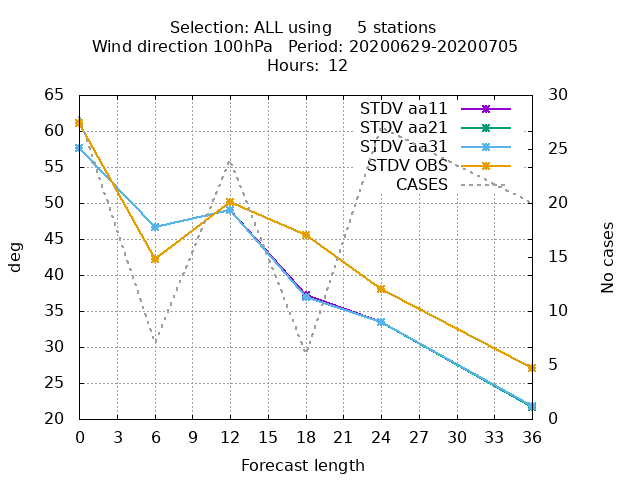 Selection: ALL using     5 stations
Wind direction 100hPa   Period: 20200629-20200705
Hours: 12
65 30
60 25
55 20
50 15
45 10
40 5
35 0
30
25
20
STDV aa11
STDV aa21
STDV aa31
STDV OBS
CASES
deg
No cases
0 3 6 9 12 15 18 21 24 27 30 33 36
Forecast length